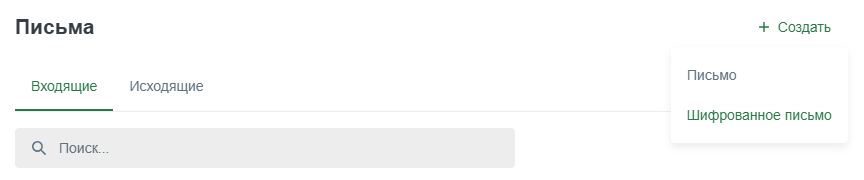 Письма
+ Создать
Входящие Исходящие
Письмо
Шифрованное письмо
Поиск...